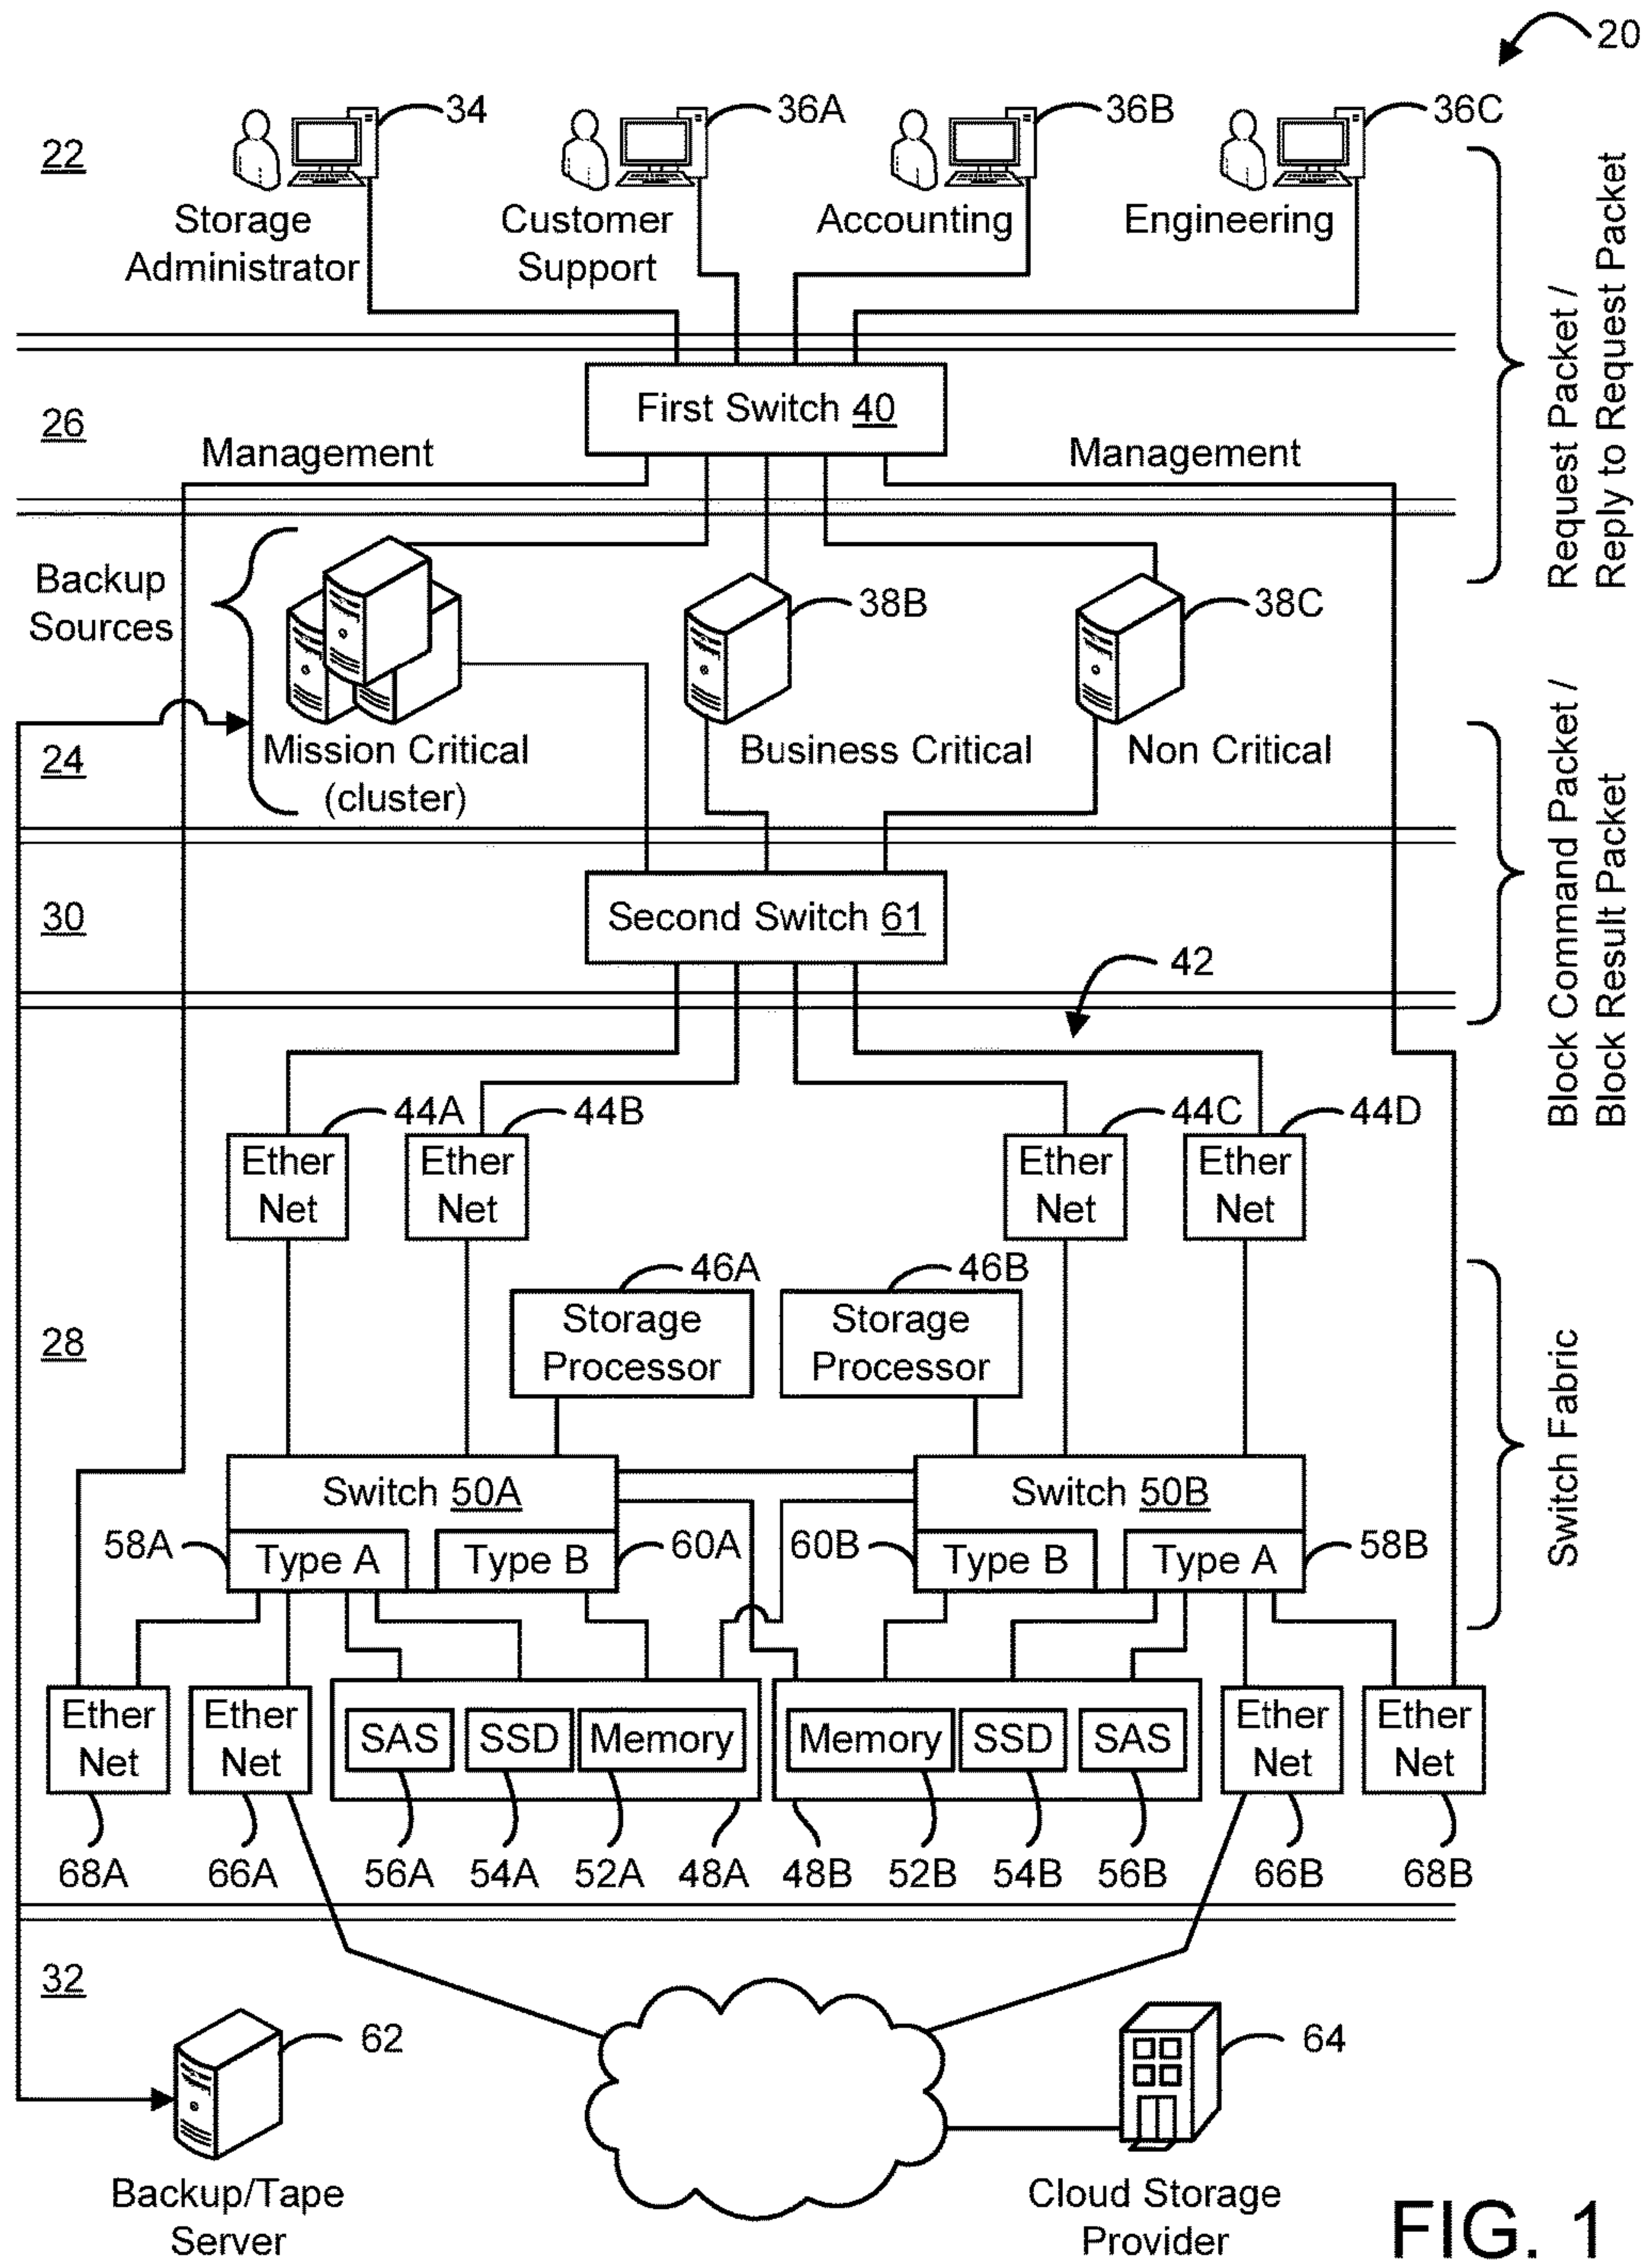 20
34
36A
36B
36C
22
Storage
Administrator
Customer
Support
Accounting
Engineering
Request Packet /
Reply to Request Packet
First Switch 40
26
Management
Management
Backup
Sources
38B
38C
24
Mission Critical
(cluster)
Business Critical
Non Critical
Block Command Packet /
Block Result Packet
30
Second Switch 61
42
44A
44B
44C
44D
Ether
Net
Ether
Net
Ether
Net
Ether
Net
46A
46B
Storage
Processor
Storage
Processor
28
Switch Fabric
Switch 50A
Switch 50B
58A
Type A
Type B
60A
60B
Type B
Type A
58B
Ether
Net
Ether
Net
SAS
SSD
Memory
Memory
SSD
SAS
Ether
Net
Ether
Net
68A
66A
56A
54A
52A
48A
48B
52B
54B
56B
66B
68B
32
62
64
Backup/Tape
Server
Cloud Storage
Provider
FIG. 1